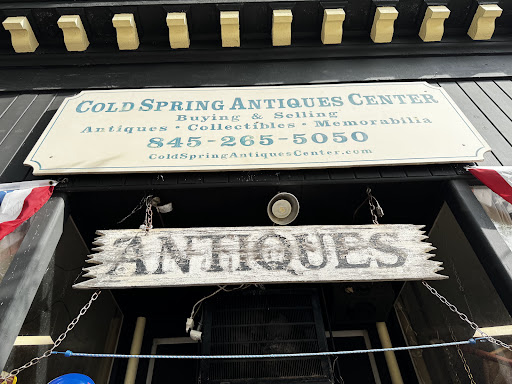 COLD SPRING ANTIQUES CENTER
Buying & Selling
Antiques • Collectibles • Memorabilia
845-265-5050
ColdSpringAntiquesCenter.com
ANTIQUES